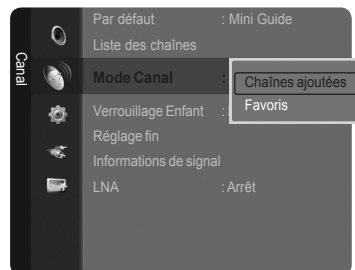 Canal
Par défaut : Mini Guide
Liste des chaînes
Mode Canal :
Chaînes ajoutées
Favoris
Verrouillage Enfant :
Réglage fin
Informations de signal
LNA : Arrêt